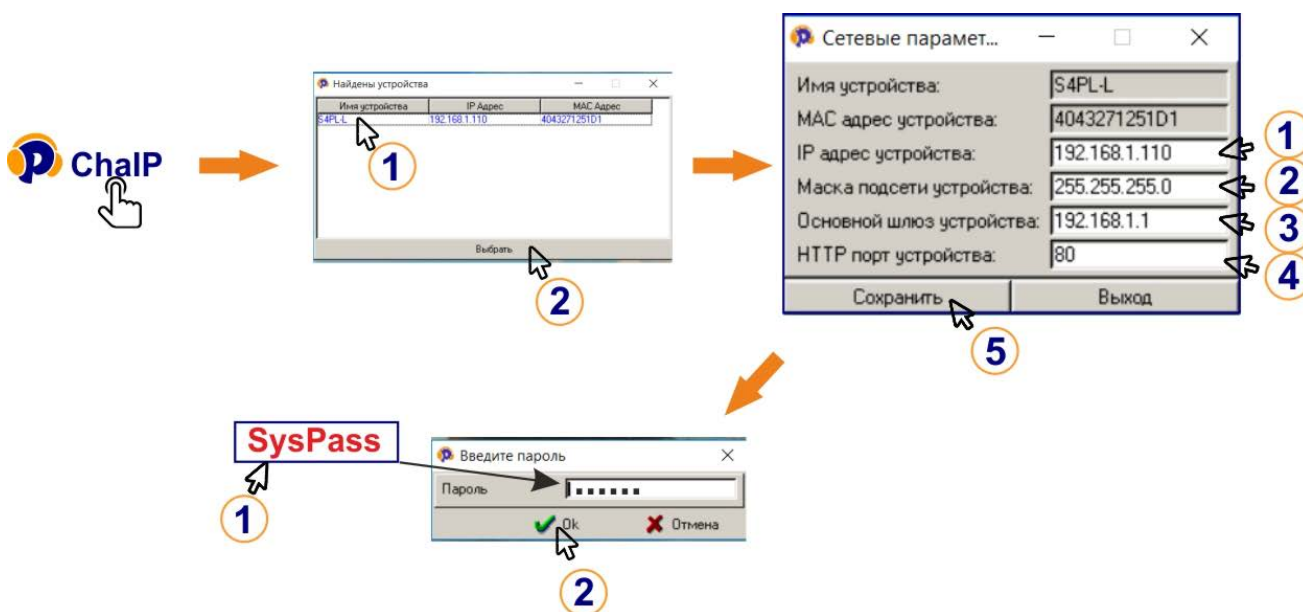 ChaIP
Найдены устройства
Имя устройства IP Адрес MAC Адрес
S4PL-L 192.168.1.110 4043271251D1
1
Выбрать
2
Сетевые парамет...
Имя устройства: S4PL-L
MAC адрес устройства: 4043271251D1
IP адрес устройства: 192.168.1.110 1
Маска подсети устройства: 255.255.255.0 2
Основной шлюз устройства: 192.168.1.1 3
HTTP порт устройства: 80 4
Сохранить Выход
5
SysPass
1
Введите пароль
Пароль
Ok Отмена
2